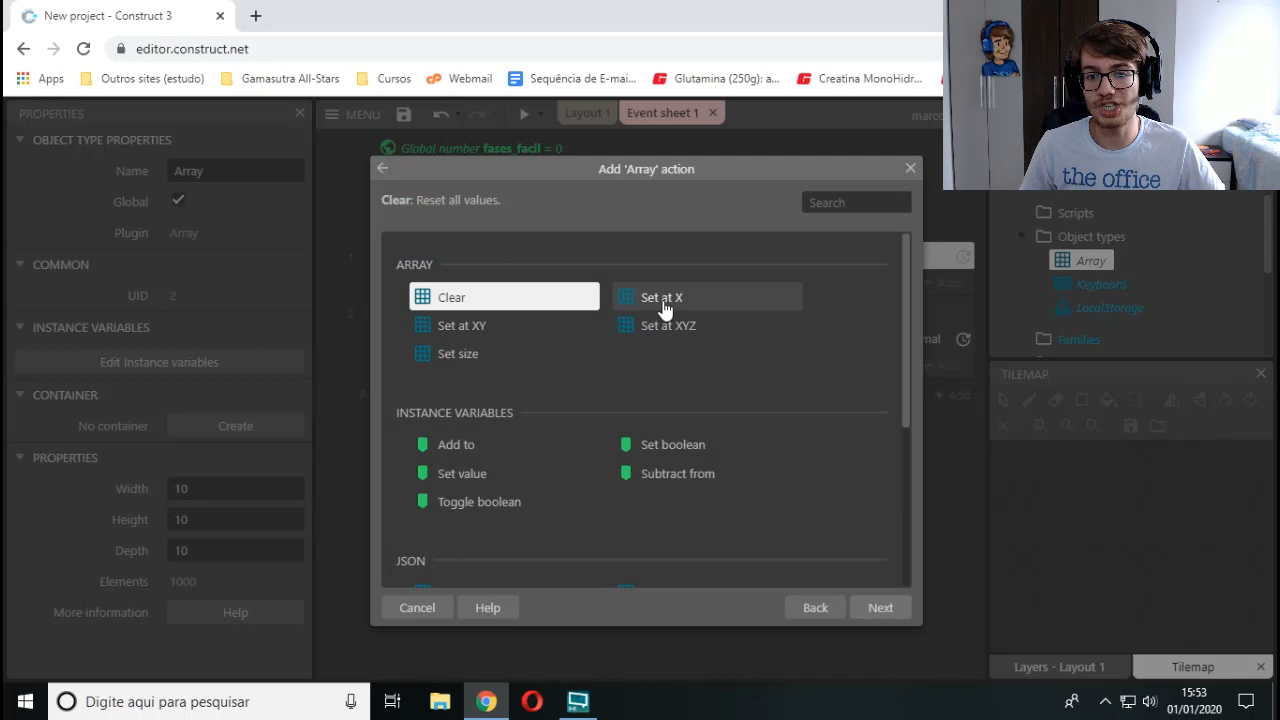 New project - Construct 3
editor.construct.net
Apps
Outros sites (estudo)
Gamasutra All-Stars
Cursos
Webmail
Sequência de E-mai...
Glutamina (250g): a...
Creatina MonoHidr...
PROPERTIES
MENU
Layout 1
Event sheet 1
marco
OBJECT TYPE PROPERTIES
Name
Array
Global
Plugin
Array
COMMON
UID
2
INSTANCE VARIABLES
Edit Instance variables
CONTAINER
No container
Create
PROPERTIES
Width
10
Height
10
Depth
10
Elements
1000
More information
Help
Global number fases_facil = 0
Add 'Array' action
Clear: Reset all values.
Search
ARRAY
Clear
Set at X
Set at XY
Set at XYZ
Set size
INSTANCE VARIABLES
Add to
Set boolean
Set value
Subtract from
Toggle boolean
JSON
Cancel
Help
Back
Next
1
2
mal
Add...
the office
Scripts
Object types
Array
Keyboard
LocalStorage
Families
TILEMAP
Layers - Layout 1
Tilemap
Digite aqui para pesquisar
15:53
01/01/2020